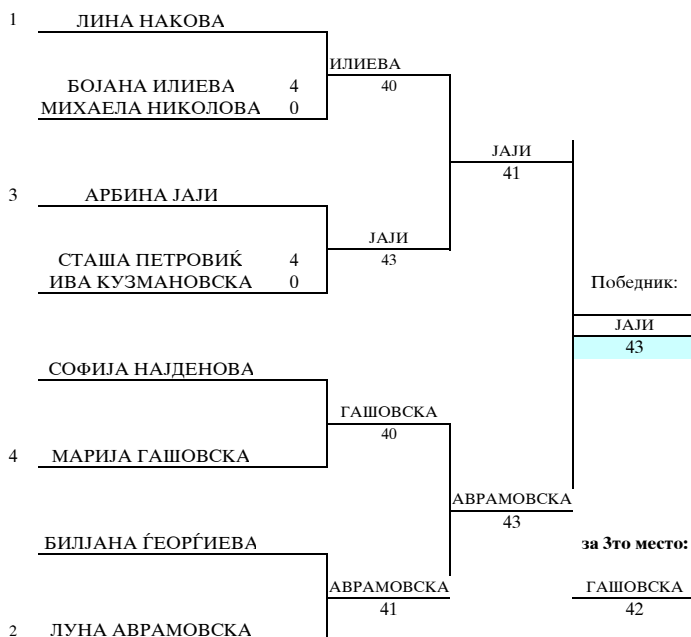 1 ЛИНА НАКОВА
ИЛИЕВА
БОЈАНА ИЛИЕВА 4 40
МИХАЕЛА НИКОЛОВА 0
ЈАЈИ
41
3 АРБИНА ЈАЈИ
ЈАЈИ
СТАША ПЕТРОВИЌ 4 43
ИВА КУЗМАНОВСКА 0 Победник:
ЈАЈИ
43
СОФИЈА НАЈДЕНОВА
ГАШОВСКА
40
4 МАРИЈА ГАШОВСКА
АВРАМОВСКА
43
БИЛЈАНА ЃЕОРЃИЕВА за 3то место:
АВРАМОВСКА ГАШОВСКА
41 42
2 ЛУНА АВРАМОВСКА